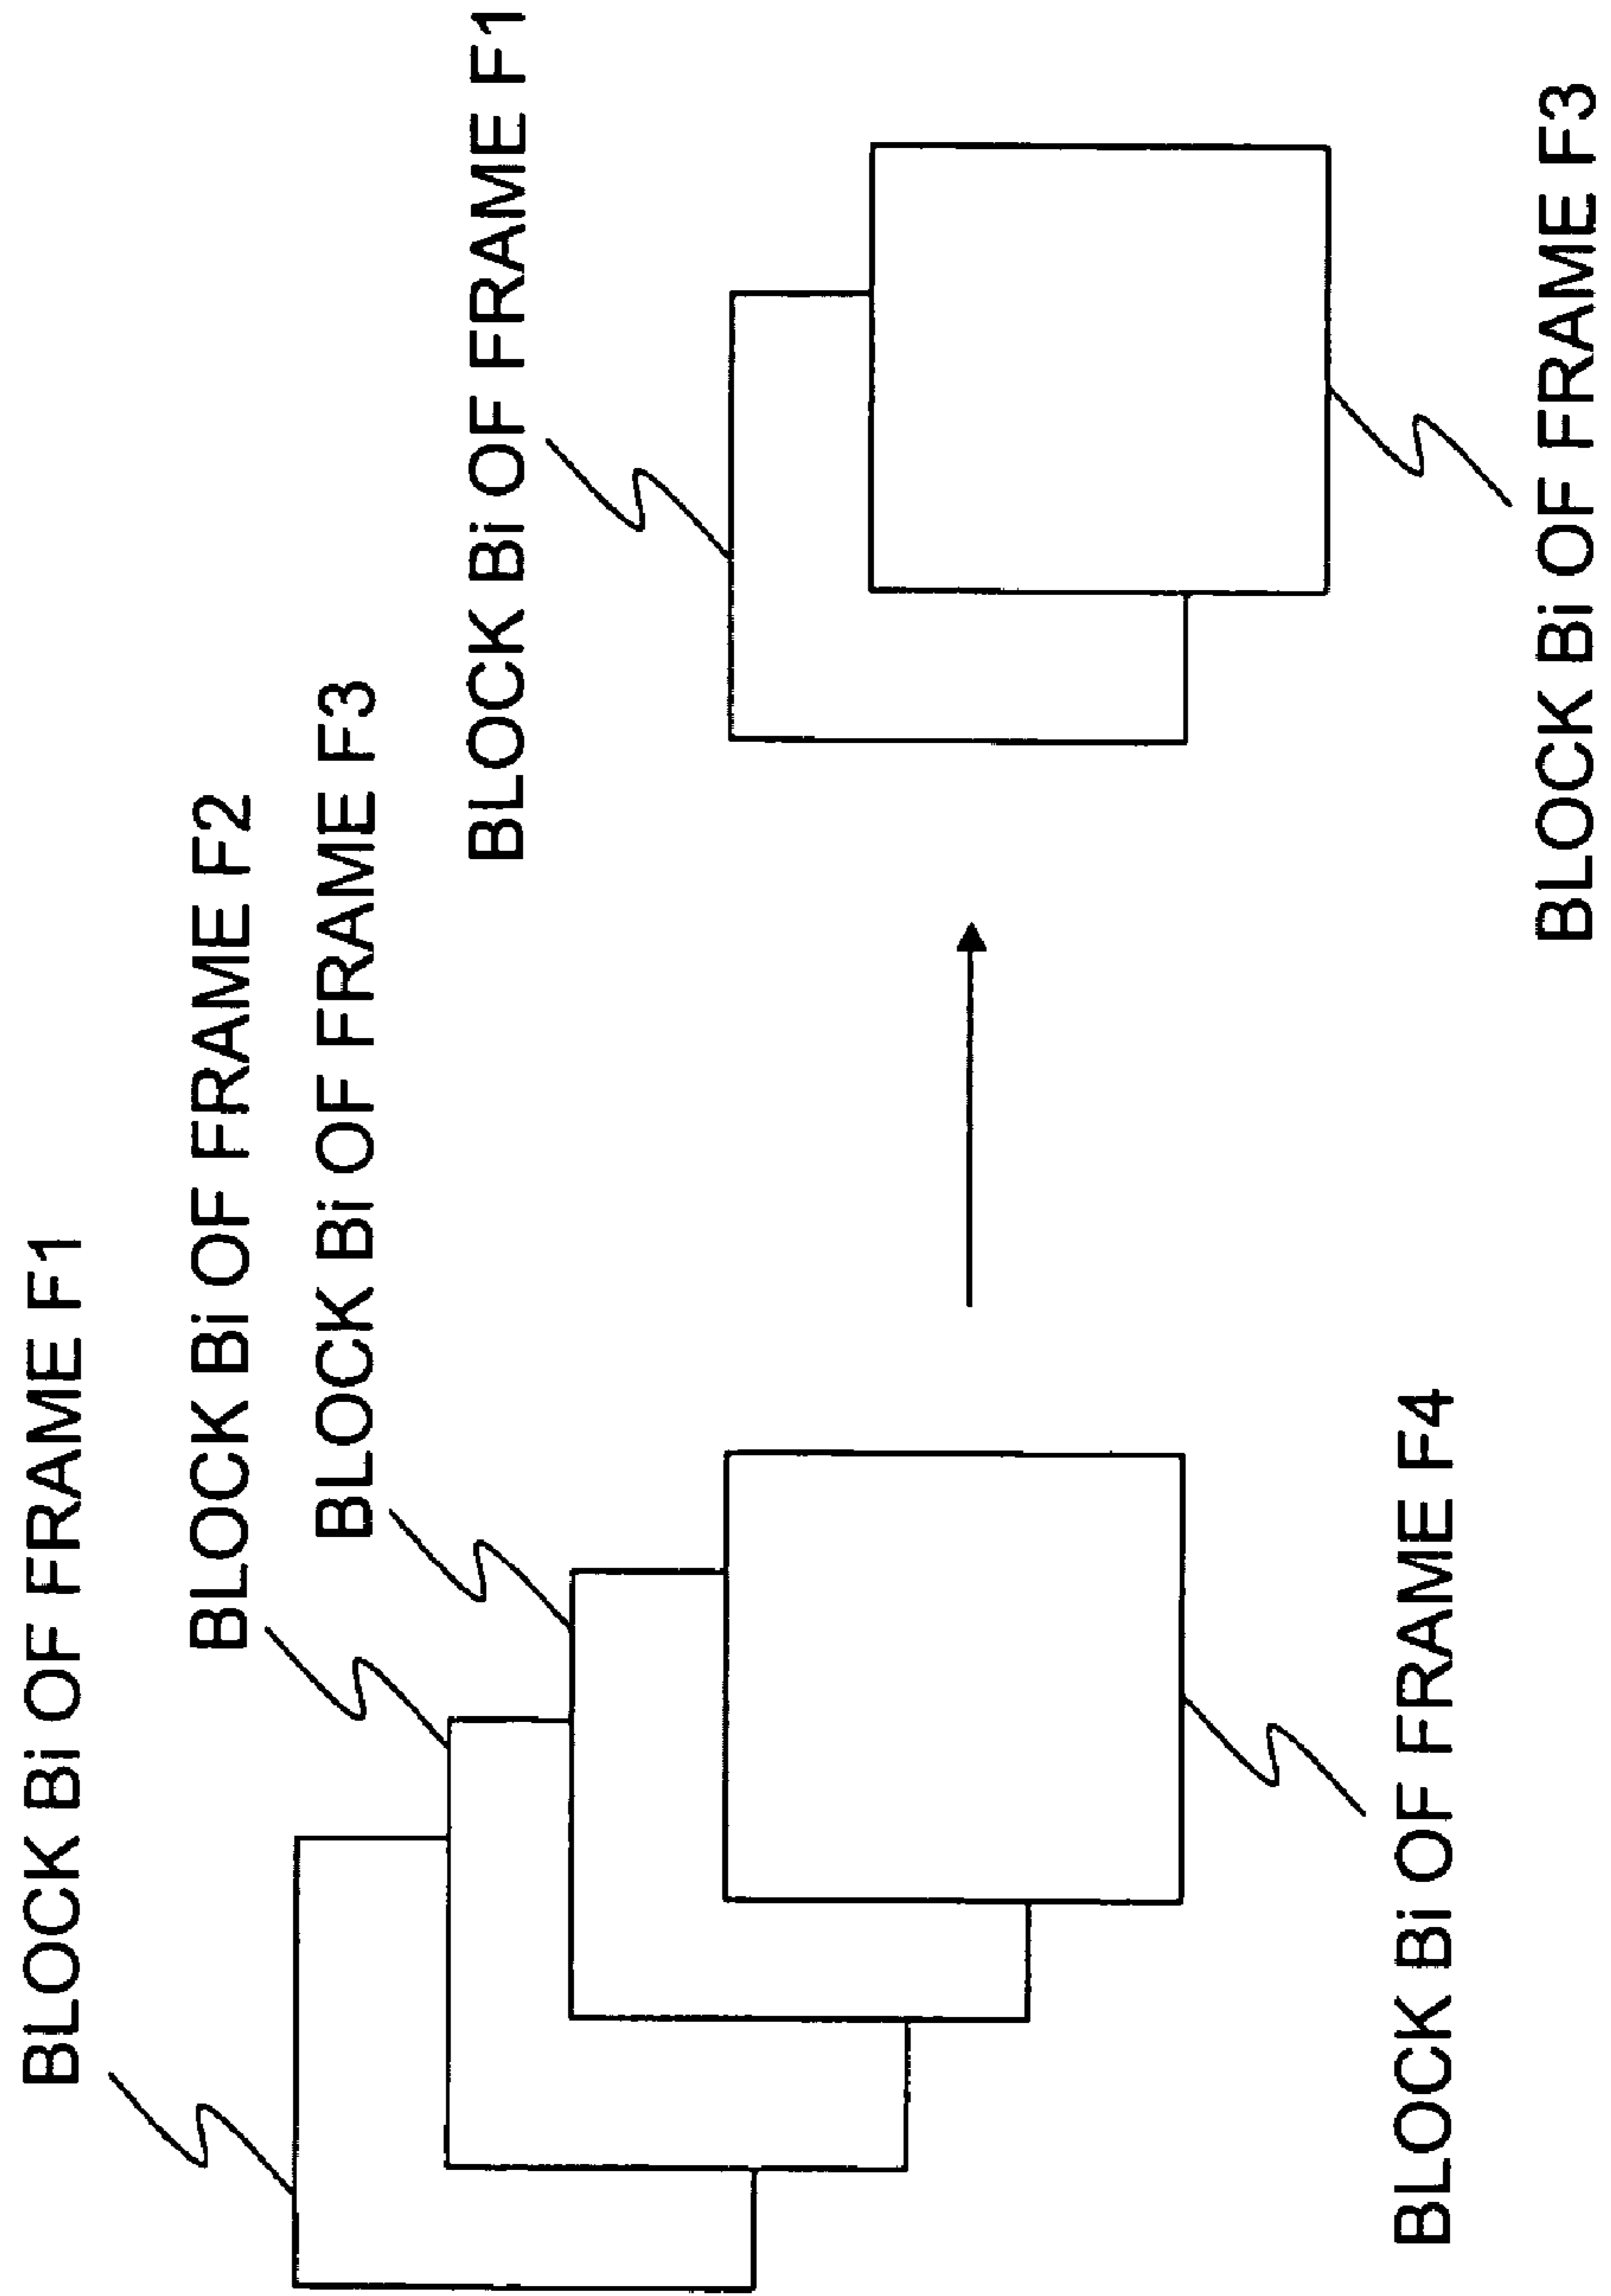 BLOCK Bi OF FRAME F1
BLOCK Bi OF FRAME F2
BLOCK Bi OF FRAME F3
BLOCK Bi OF FRAME F4
BLOCK Bi OF FRAME F1
BLOCK Bi OF FRAME F3